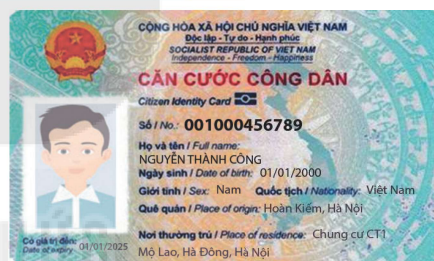 CỘNG HÒA XÃ HỘI CHỦ NGHĨA VIỆT NAM
Độc lập - Tự do - Hạnh phúc
SOCIALIST REPUBLIC OF VIET NAM
Independence - Freedom - Happiness
CĂN CƯỚC CÔNG DÂN
Citizen Identity Card
Số / No.: 001000456789
Họ và tên / Full name:
NGUYỄN THÀNH CÔNG
Ngày sinh / Date of birth: 01/01/2000
Giới tính / Sex: Nam Quốc tịch / Nationality: Việt Nam
Quê quán / Place of origin: Hoàn Kiếm, Hà Nội
Có giá trị đến: 01/01/2025
Date of expiry:
Nơi thường trú / Place of residence: Chung cư CT1
Mộ Lao, Hà Đông, Hà Nội